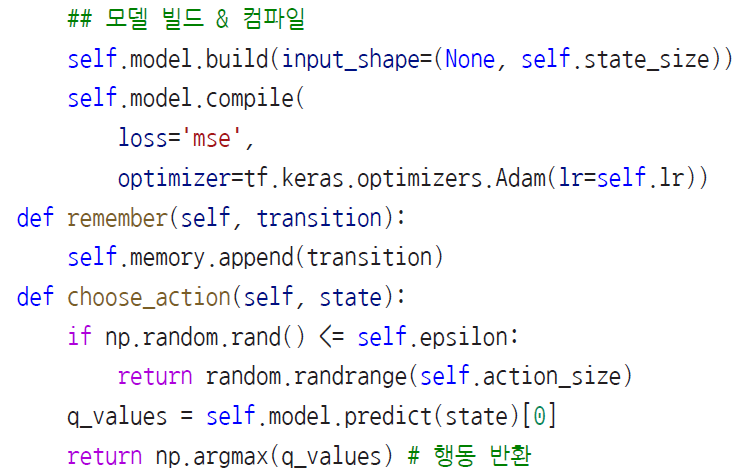 ## 모델 빌드 & 컴파일
self.model.build(input_shape=(None, self.state_size))
self.model.compile(
loss='mse',
optimizer=tf.keras.optimizers.Adam(lr=self.lr))
def remember(self, transition):
self.memory.append(transition)
def choose_action(self, state):
if np.random.rand() <= self.epsilon:
return random.randrange(self.action_size)
q_values = self.model.predict(state)[0]
return np.argmax(q_values) # 행동 반환